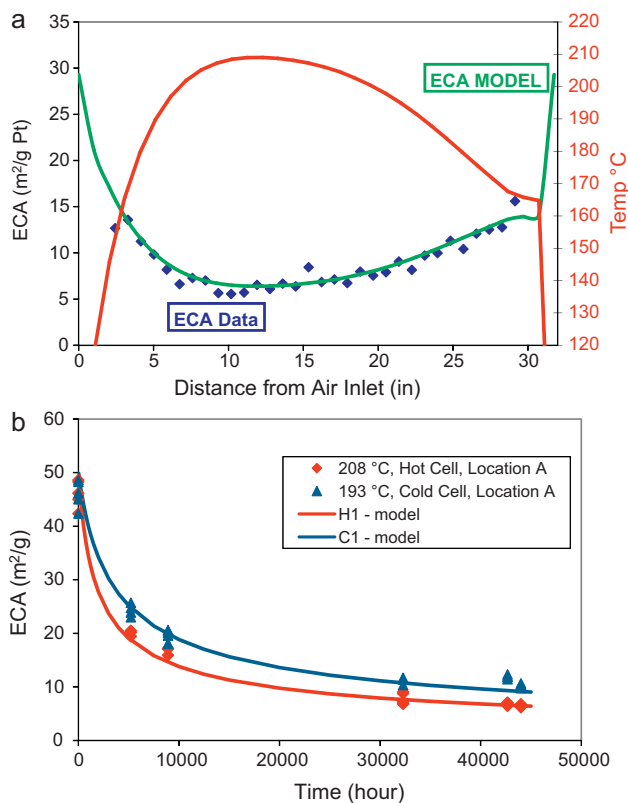 a
35
30
25
20
15
10
5
0
ECA (m²/g Pt)
220
210
200
190
180
170
160
150
140
130
120
Temp °C
ECA MODEL
ECA Data
0 5 10 15 20 25 30
Distance from Air Inlet (in)
b
60
50
40
30
20
10
0
ECA (m²/g)
208 °C, Hot Cell, Location A
193 °C, Cold Cell, Location A
H1 - model
C1 - model
0 10000 20000 30000 40000 50000
Time (hour)